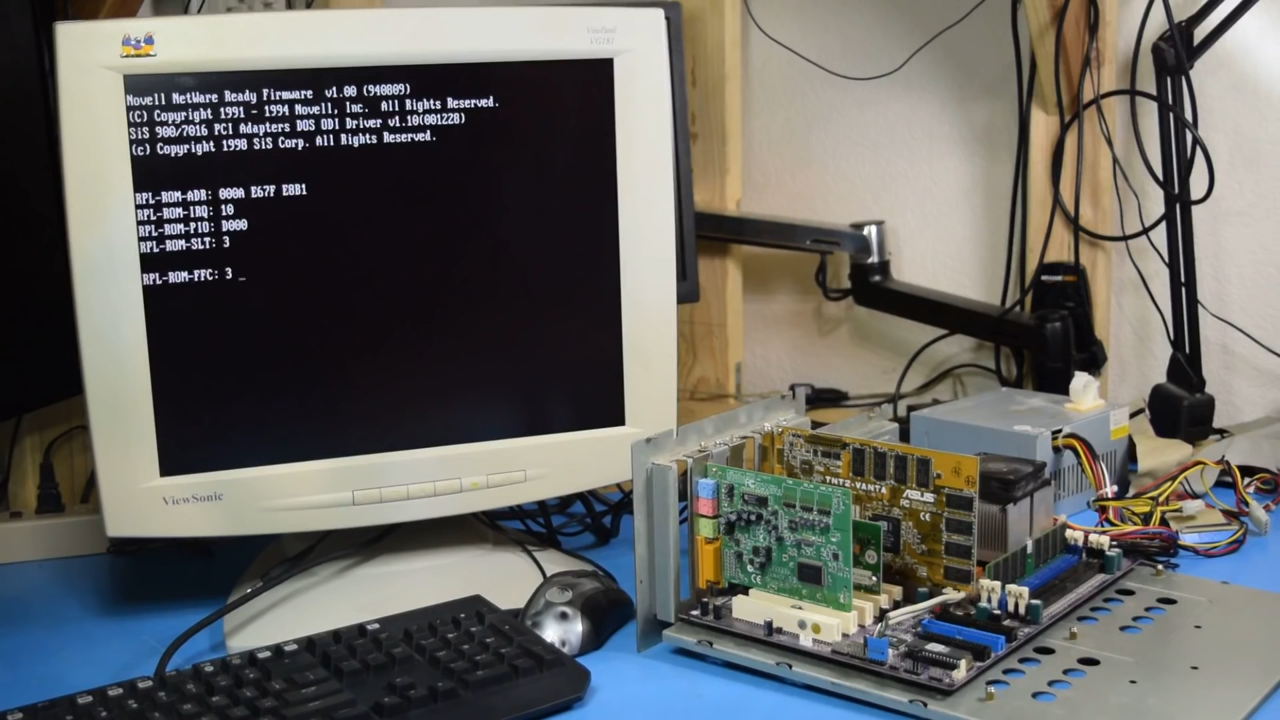 ViewPanel
VG181
Novell NetWare Ready Firmware v1.00 (940809)
(C) Copyright 1991 - 1994 Novell, Inc. All Rights Reserved.
SiS 900/7016 PCI Adapters DOS ODI Driver v1.10(001228)
(c) Copyright 1998 SiS Corp. All Rights Reserved.
RPL-ROM-ADR: 000A E67F E8B1
RPL-ROM-IRQ: 10
RPL-ROM-PIO: D000
RPL-ROM-SLT: 3
RPL-ROM-FFC: 3 _
ViewSonic
TNT2-VANTA
ASUS